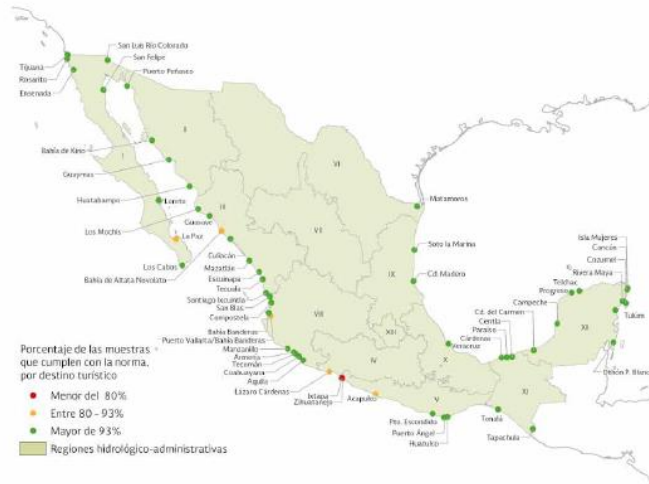 San Luis Río Colorado
San Felipe
Puerto Peñasco
Tijuana
Rosarito
Ensenada
II
Bahía de Kino
I
VI
Guaymas
Huatabampo
Loreto
III
Matamoros
Los Mochis
Guasave
La Paz
VII
Soto la Marina
IX
Isla Mujeres
Cancún
Cozumel
Riviera Maya
Los Cabos
Culiacán
Bahía de Altata Navolato
Mazatlán
Cd. Madero
Escuinapa
Tecuala
Progreso
Tulúm
Santiago Ixcuintla
San Blas
Campeche
Compostela
VIII
XIII
Cd. del Carmen
XII
Centla
Bahía Banderas
Paraíso
Puerto Vallarta/Bahía Banderas
Cárdenas
Manzanillo
IV
X
Veracruz
Armería
Tecomán
Coahuayana
Aquila
XI
Lázaro Cárdenas
Ixtapa
Zihuatanejo
Acapulco
V
Pto. Escondido
Tonalá
Puerto Ángel
Huatulco
Tapachula
Porcentaje de las muestras
que cumplen con la norma,
por destino turístico
Menor del 80%
Entre 80 - 93%
Mayor de 93%
Regiones hidrológico-administrativas